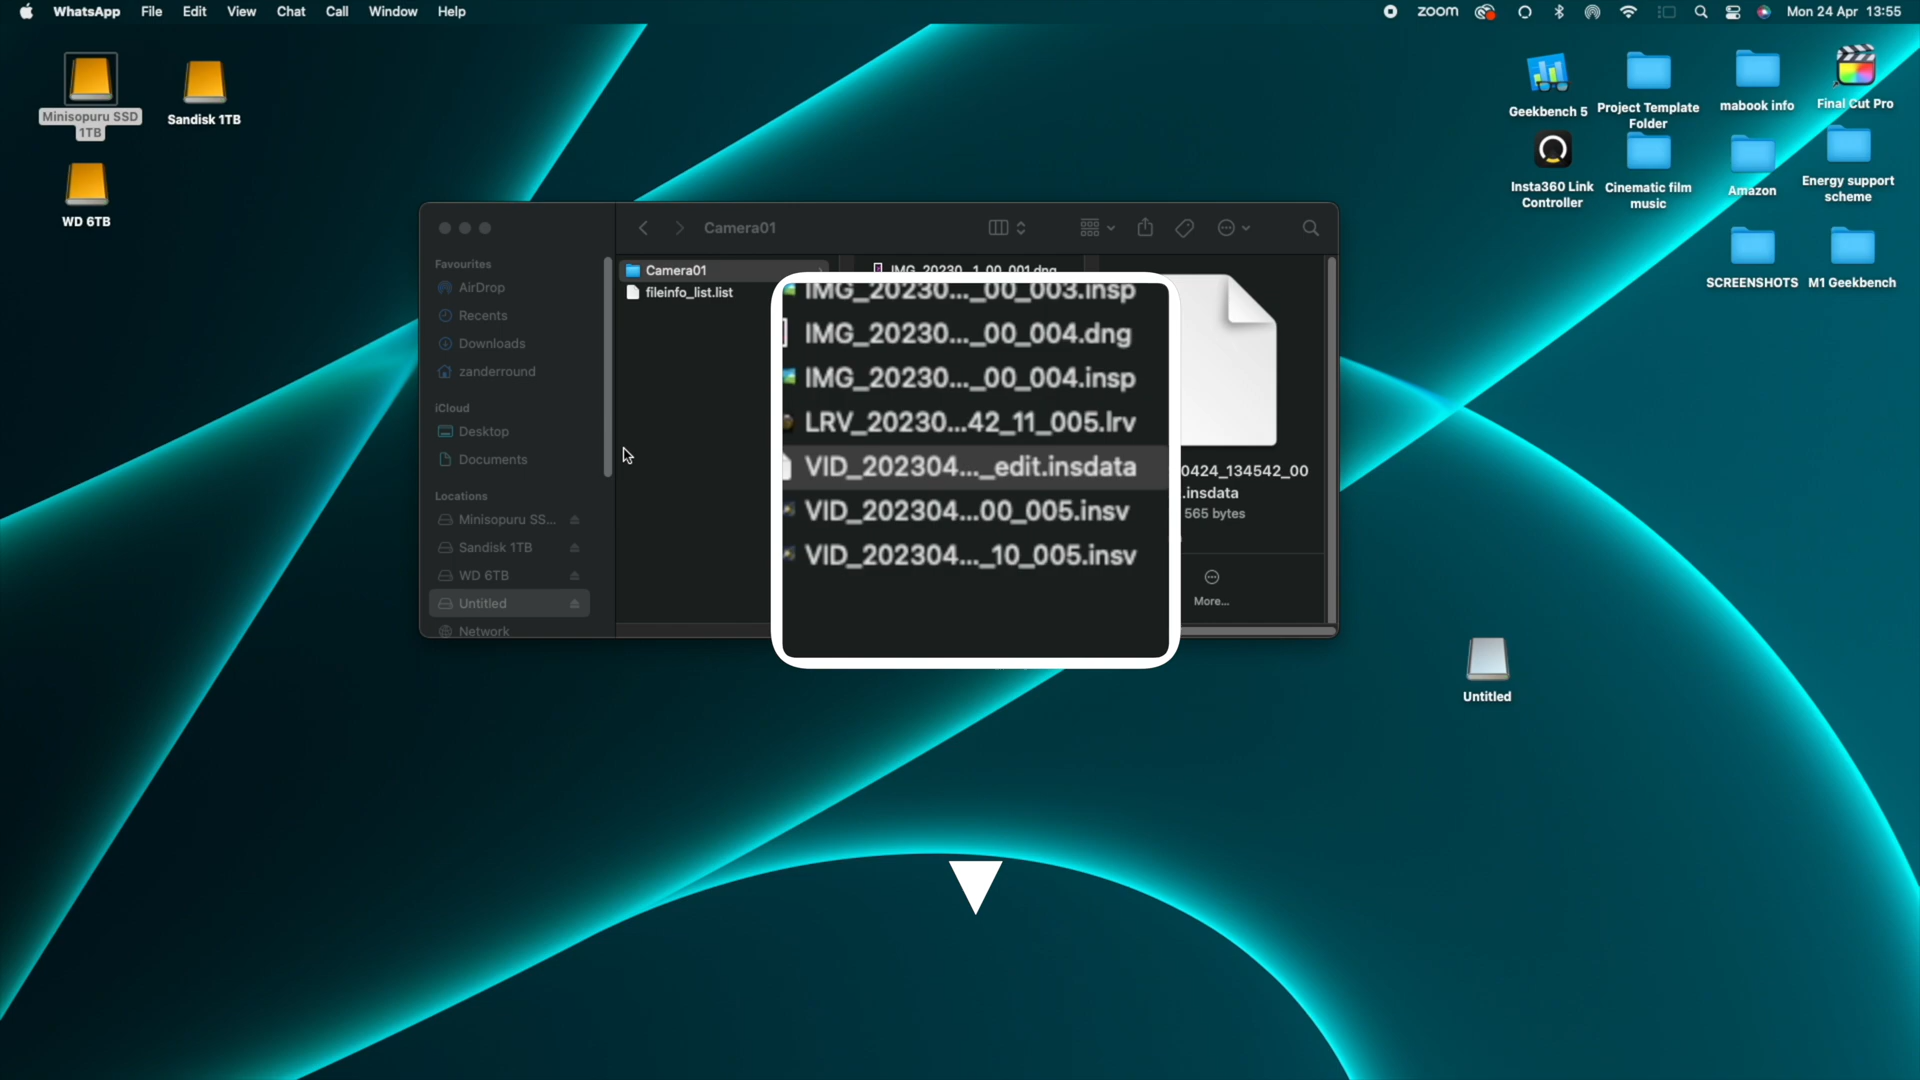 WhatsApp File Edit View Chat Call Window Help
zoom Mon 24 Apr 13:55
Minisopuru SSD
1TB
Sandisk 1TB
WD 6TB
Geekbench 5
Project Template
Folder
mabook info
Final Cut Pro
Insta360 Link
Controller
Cinematic film
music
Amazon
Energy support
scheme
SCREENSHOTS
M1 Geekbench
Untitled
Camera01
Favourites
AirDrop
Recents
Downloads
zanderround
iCloud
Desktop
Documents
Locations
Minisopuru SS...
Sandisk 1TB
WD 6TB
Untitled
Network
Camera01
fileinfo_list.list
IMG_20230...1_00_001.dng
IMG_20230..._00_003.insp
IMG_20230..._00_004.dng
IMG_20230..._00_004.insp
LRV_20230...42_11_005.lrv
VID_202304..._edit.insdata
VID_202304...00_005.insv
VID_202304..._10_005.insv
0424_134542_00
.insdata
565 bytes
More...